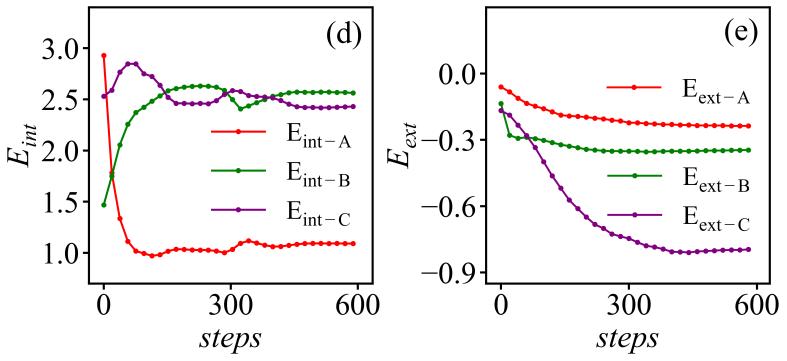 (d)
3.0
2.5
2.0
1.5
1.0
E_int
E_int−A
E_int−B
E_int−C
0 300 600
steps
(e)
0.0
−0.3
−0.6
−0.9
E_ext
E_ext−A
E_ext−B
E_ext−C
0 300 600
steps